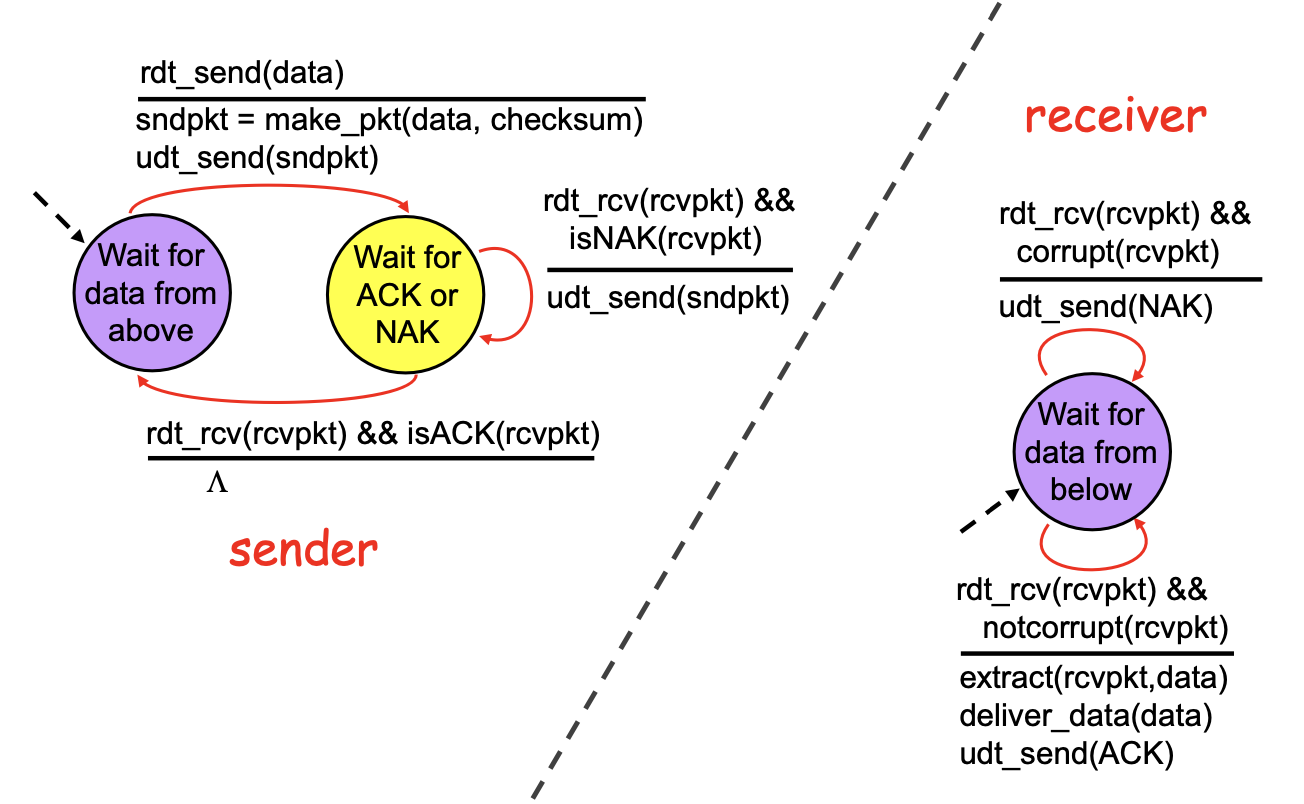 rdt_send(data)
sndpkt = make_pkt(data, checksum)
udt_send(sndpkt)
Wait for
data from
above
Wait for
ACK or
NAK
rdt_rcv(rcvpkt) &&
isNAK(rcvpkt)
udt_send(sndpkt)
rdt_rcv(rcvpkt) && isACK(rcvpkt)
Λ
sender
receiver
rdt_rcv(rcvpkt) &&
corrupt(rcvpkt)
udt_send(NAK)
Wait for
data from
below
rdt_rcv(rcvpkt) &&
notcorrupt(rcvpkt)
extract(rcvpkt,data)
deliver_data(data)
udt_send(ACK)